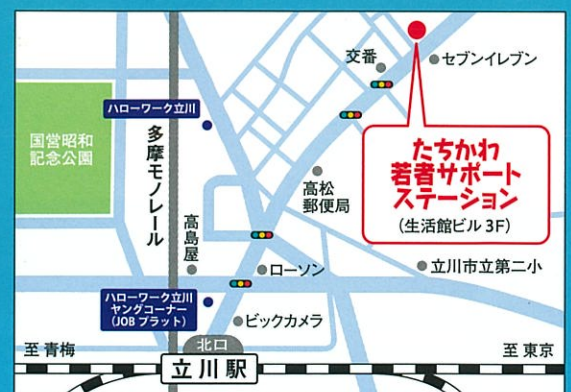 交番
セブンイレブン
ハローワーク立川
国営昭和
記念公園
多摩モノレール
たちかわ
若者サポート
ステーション
(生活館ビル3F)
高松
郵便局
高島屋
ローソン
立川市立第二小
ハローワーク立川
ヤングコーナー
(JOBプラット)
ビックカメラ
北口
至青梅
立川駅
至東京